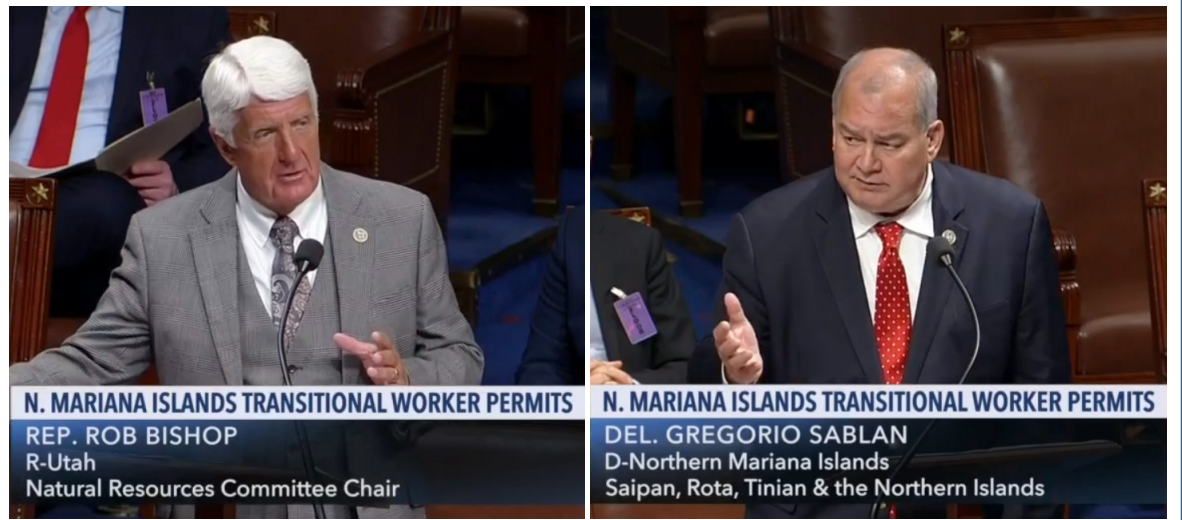 N. MARIANA ISLANDS TRANSITIONAL WORKER PERMITS
REP. ROB BISHOP
R-Utah
Natural Resources Committee Chair
N. MARIANA ISLANDS TRANSITIONAL WORKER PERMITS
DEL. GREGORIO SABLAN
D-Northern Mariana Islands
Saipan, Rota, Tinian & the Northern Islands